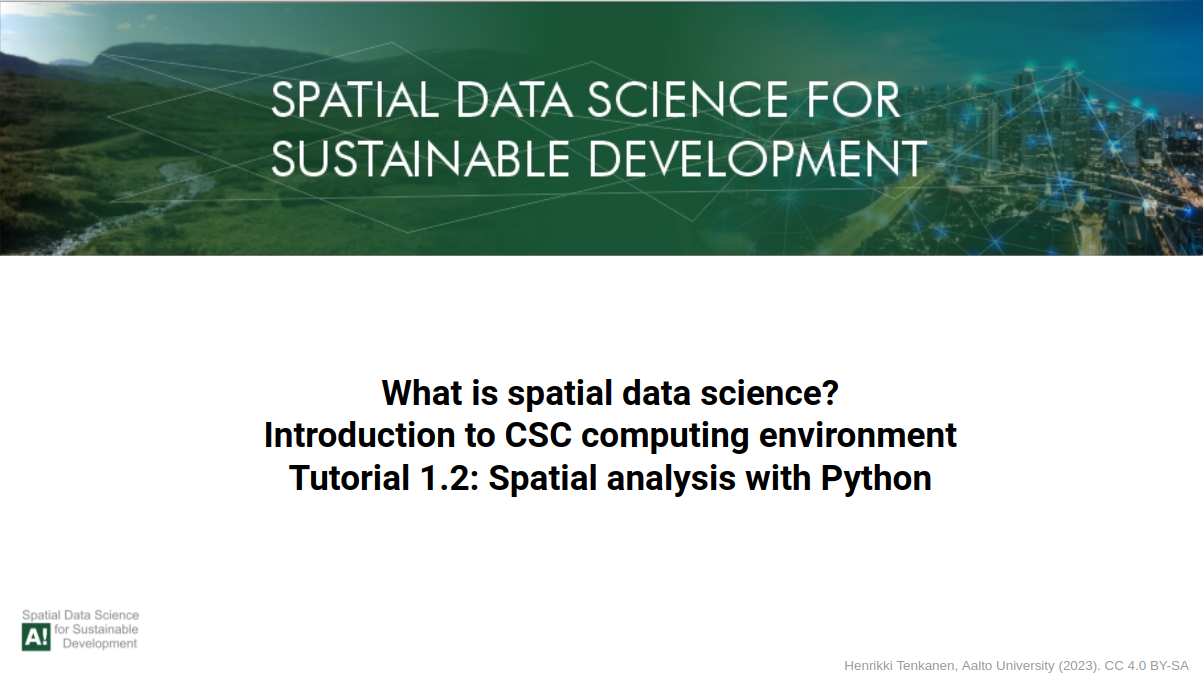 SPATIAL DATA SCIENCE FOR
SUSTAINABLE DEVELOPMENT
What is spatial data science?
Introduction to CSC computing environment
Tutorial 1.2: Spatial analysis with Python
Spatial Data Science
A! for Sustainable
Development
Henrikki Tenkanen, Aalto University (2023). CC 4.0 BY-SA